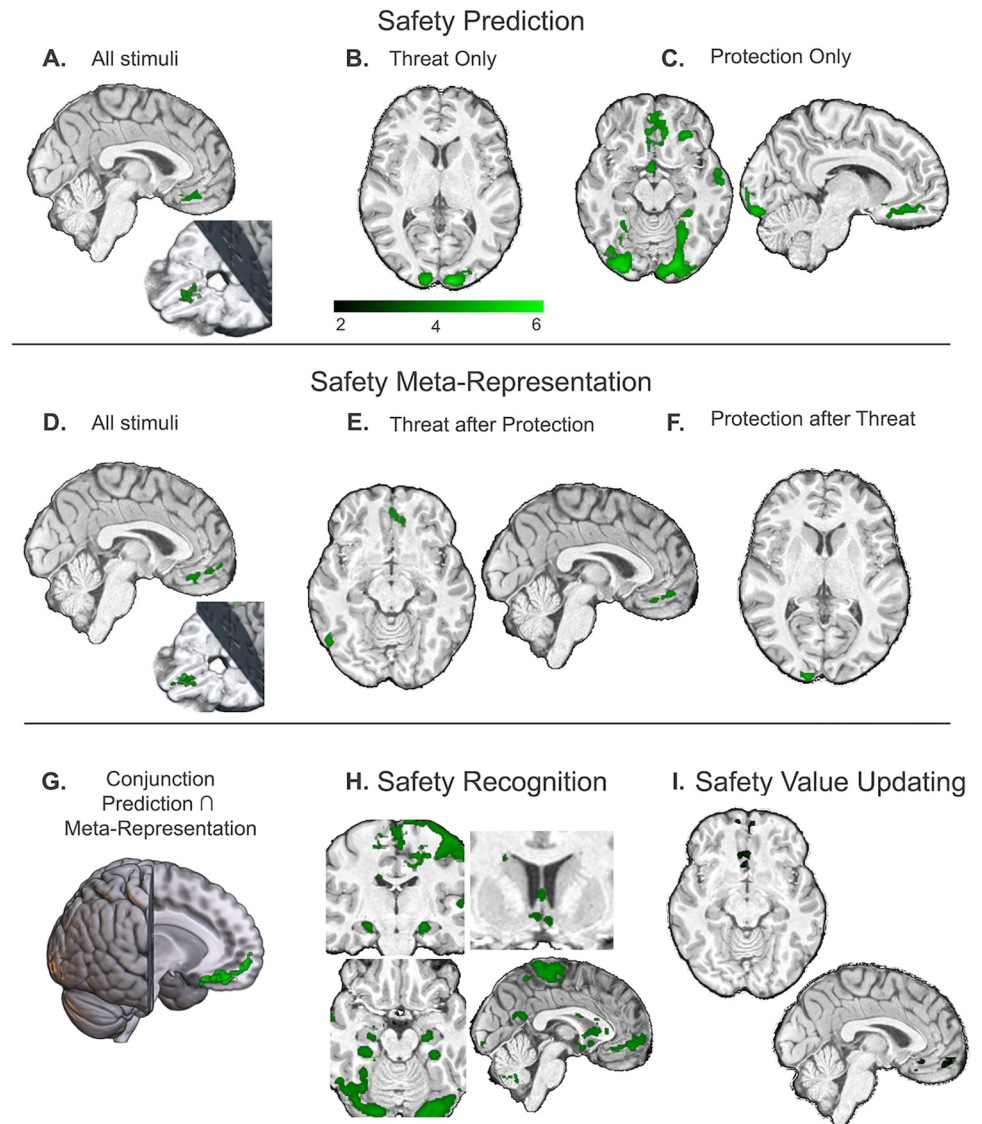 Safety Prediction
A. All stimuli
B. Threat Only
C. Protection Only
2 4 6
Safety Meta-Representation
D. All stimuli
E. Threat after Protection
F. Protection after Threat
G. Conjunction
Prediction ∩
Meta-Representation
H. Safety Recognition
I. Safety Value Updating